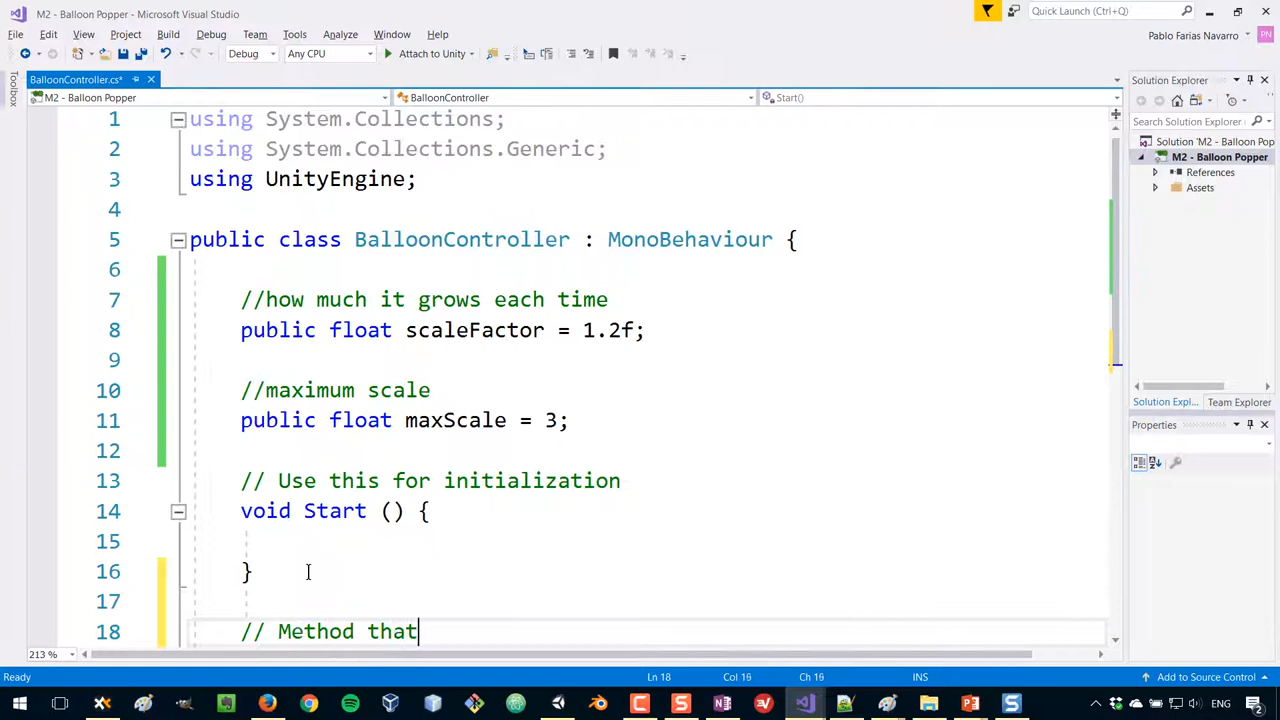 M2 - Balloon Popper - Microsoft Visual Studio
Quick Launch (Ctrl+Q)
File Edit View Project Build Debug Team Tools Analyze Window Help
Pablo Farias Navarro PN
Debug Any CPU Attach to Unity
Toolbox
BalloonController.cs*
M2 - Balloon Popper BalloonController Start()
1 using System.Collections;
2 using System.Collections.Generic;
3 using UnityEngine;
4
5 public class BalloonController : MonoBehaviour {
6
7 //how much it grows each time
8 public float scaleFactor = 1.2f;
9
10 //maximum scale
11 public float maxScale = 3;
12
13 // Use this for initialization
14 void Start () {
15
16 }
17
18 // Method that
213 %
Solution Explorer
Search Solution Explorer
Solution 'M2 - Balloon Pop
M2 - Balloon Popper
References
Assets
Solution Expl... Team Explorer
Properties
Ready Ln 18 Col 16 Ch 16 INS Add to Source Control
ENG 2